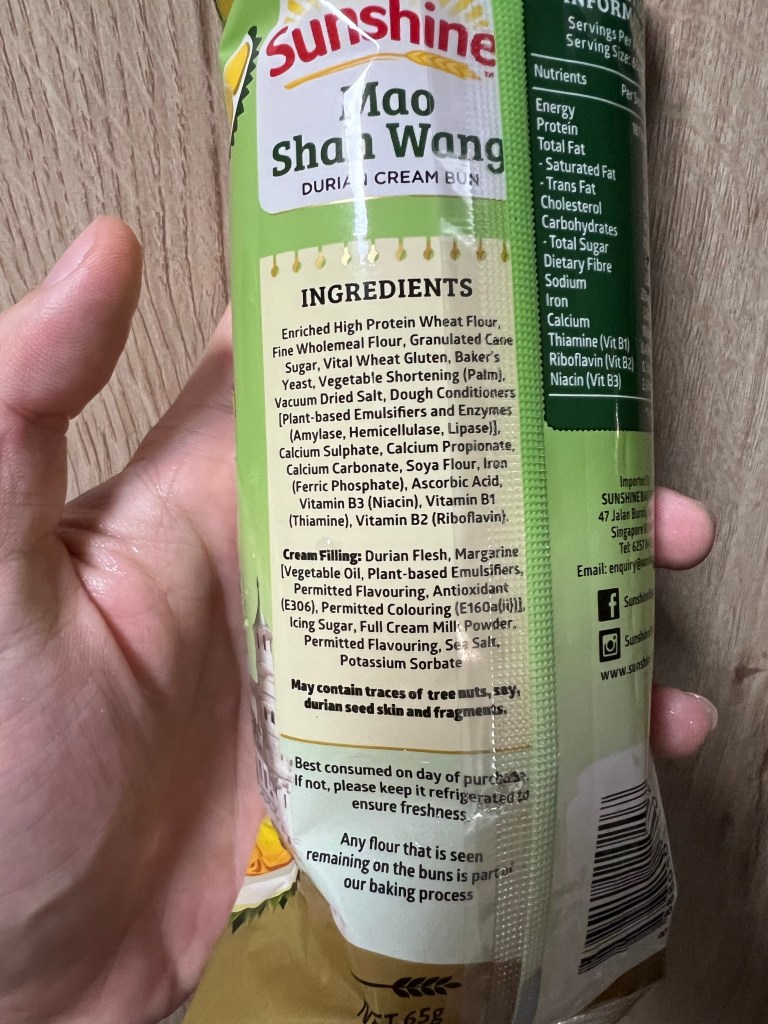 Sunshine
TM
Mao
Shan Wang
DURIAN CREAM BUN
INGREDIENTS
Enriched High Protein Wheat Flour,
Fine Wholemeal Flour, Granulated Cane
Sugar, Vital Wheat Gluten, Baker's
Yeast, Vegetable Shortening (Palm),
Vacuum Dried Salt, Dough Conditioners
[Plant-based Emulsifiers and Enzymes
(Amylase, Hemicellulase, Lipase)],
Calcium Sulphate, Calcium Propionate,
Calcium Carbonate, Soya Flour, Iron
(Ferric Phosphate), Ascorbic Acid,
Vitamin B3 (Niacin), Vitamin B1
(Thiamine), Vitamin B2 (Riboflavin).
Cream Filling: Durian Flesh, Margarine
[Vegetable Oil, Plant-based Emulsifiers,
Permitted Flavouring, Antioxidant
(E306), Permitted Colouring (E160a(ii))],
Icing Sugar, Full Cream Milk Powder,
Permitted Flavouring, Sea Salt,
Potassium Sorbate
May contain traces of tree nuts, soy,
durian seed skin and fragments.
Best consumed on day of purchase.
If not, please keep it refrigerated to
ensure freshness
Any flour that is seen
remaining on the buns is part of
our baking process
NET 65g
Servings Per
Serving Size:
Nutrients
Per
Energy
Protein
Total Fat
- Saturated Fat
- Trans Fat
Cholesterol
Carbohydrates
- Total Sugar
Dietary Fibre
Sodium
Iron
Calcium
Thiamine (Vit B1)
Riboflavin (Vit B2)
Niacin (Vit B3)
SUNSHINE
47 Jalan
Singapore
Tel: 6257
Email: